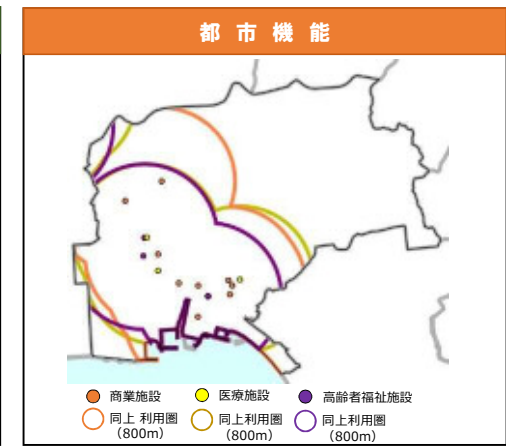 都市機能
商業施設
医療施設
高齢者福祉施設
同上 利用圏
（800m）
同上利用圏
（800m）
同上利用圏
（800m）